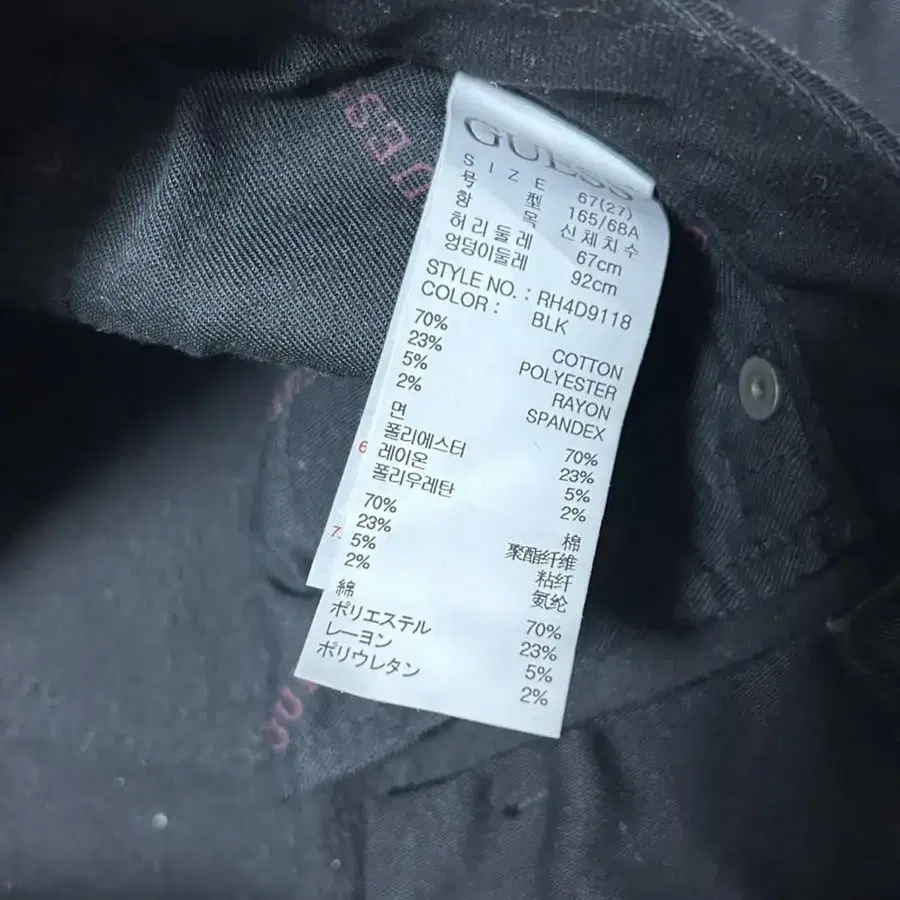 GUESS
SIZE 67(27)
号型 165/68A
항목 신체치수
허리둘레 67cm
엉덩이둘레 92cm
STYLE NO. : RH4D9118
COLOR : BLK
70% COTTON
23% POLYESTER
5% RAYON
2% SPANDEX
면 70%
폴리에스터 23%
레이온 5%
폴리우레탄 2%
70% 棉
23% 聚酯纤维
5% 粘纤
2% 氨纶
綿 70%
ポリエステル 23%
レーヨン 5%
ポリウレタン 2%
6
7.